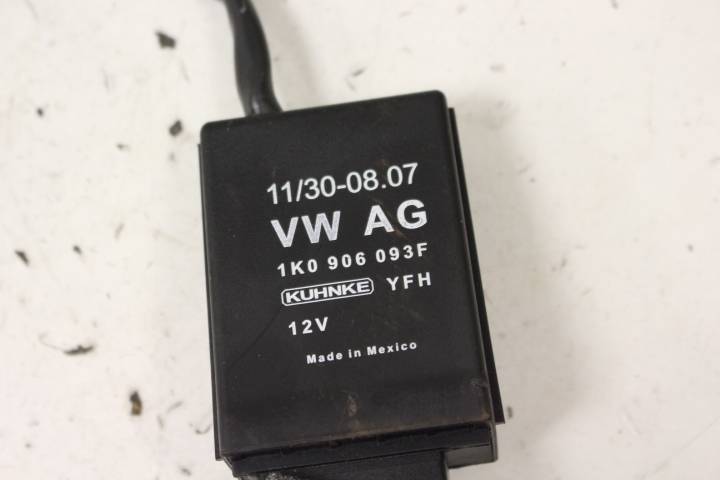 11/30-08.07
VW AG
1K0 906 093F
KUHNKE YFH
12V
Made in Mexico